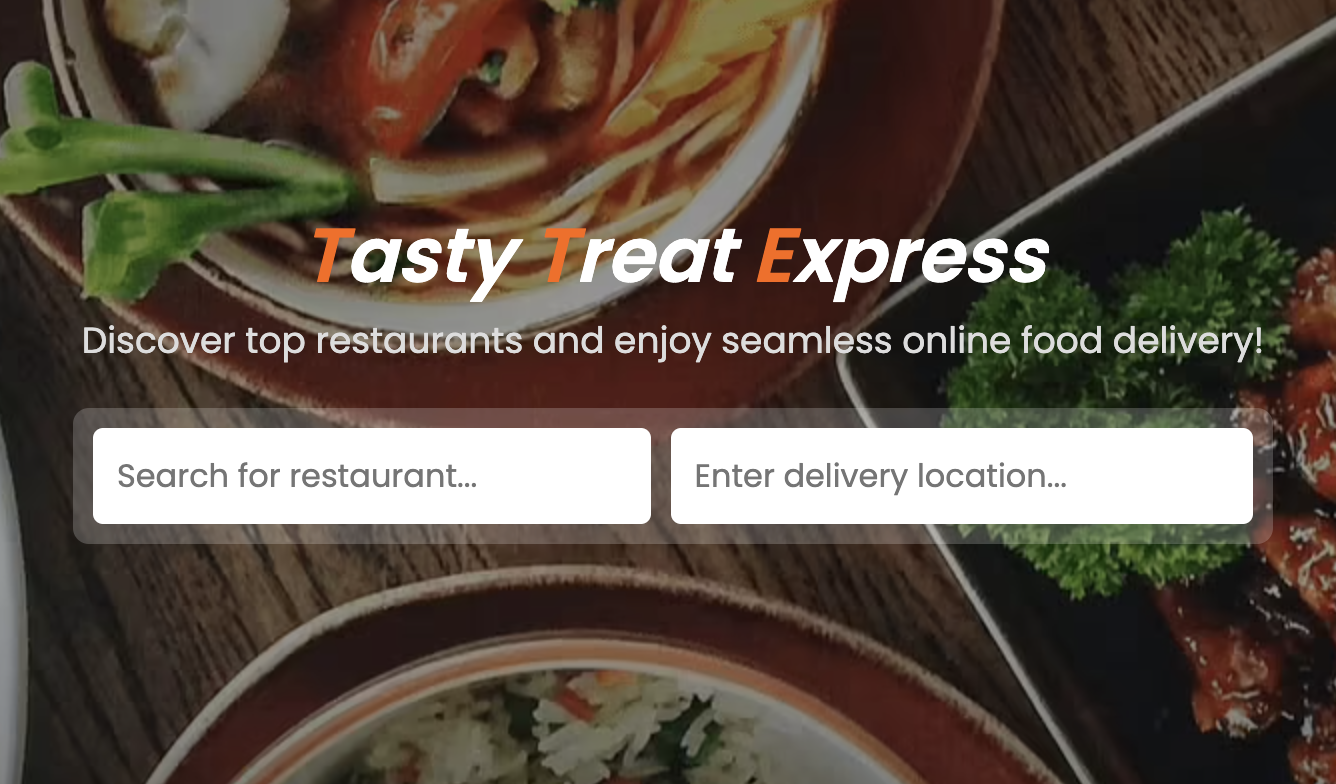 Tasty Treat Express
Discover top restaurants and enjoy seamless online food delivery!
Search for restaurant...
Enter delivery location...